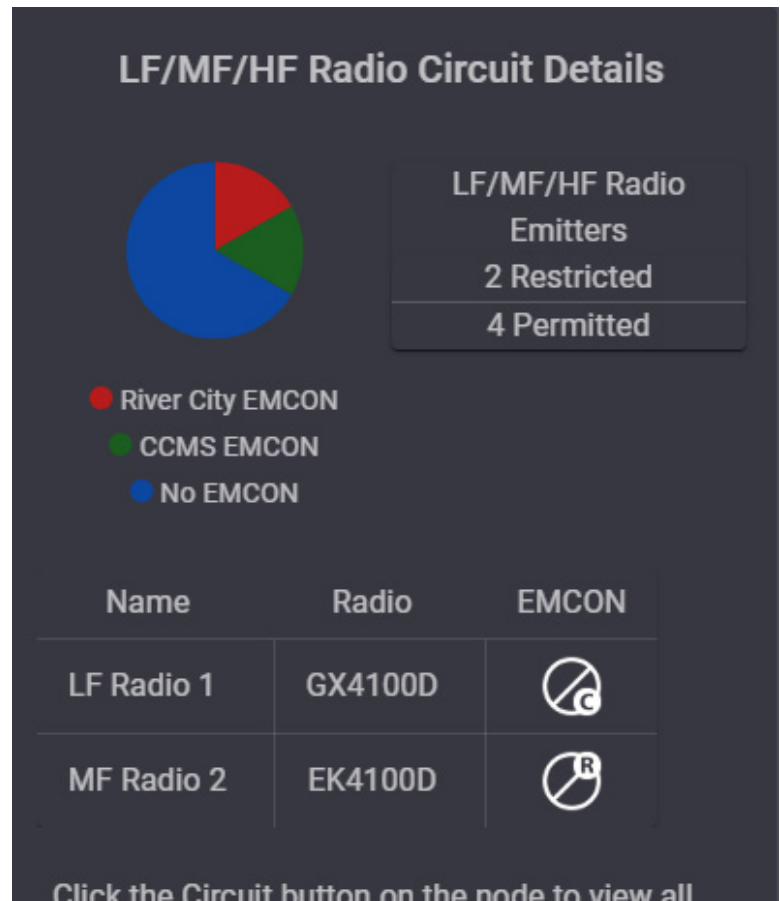 LF/MF/HF Radio Circuit Details
LF/MF/HF Radio
Emitters
2 Restricted
4 Permitted
River City EMCON
CCMS EMCON
No EMCON
Name Radio EMCON
LF Radio 1 GX4100D C
MF Radio 2 EK4100D R
Click the Circuit button on the node to view all